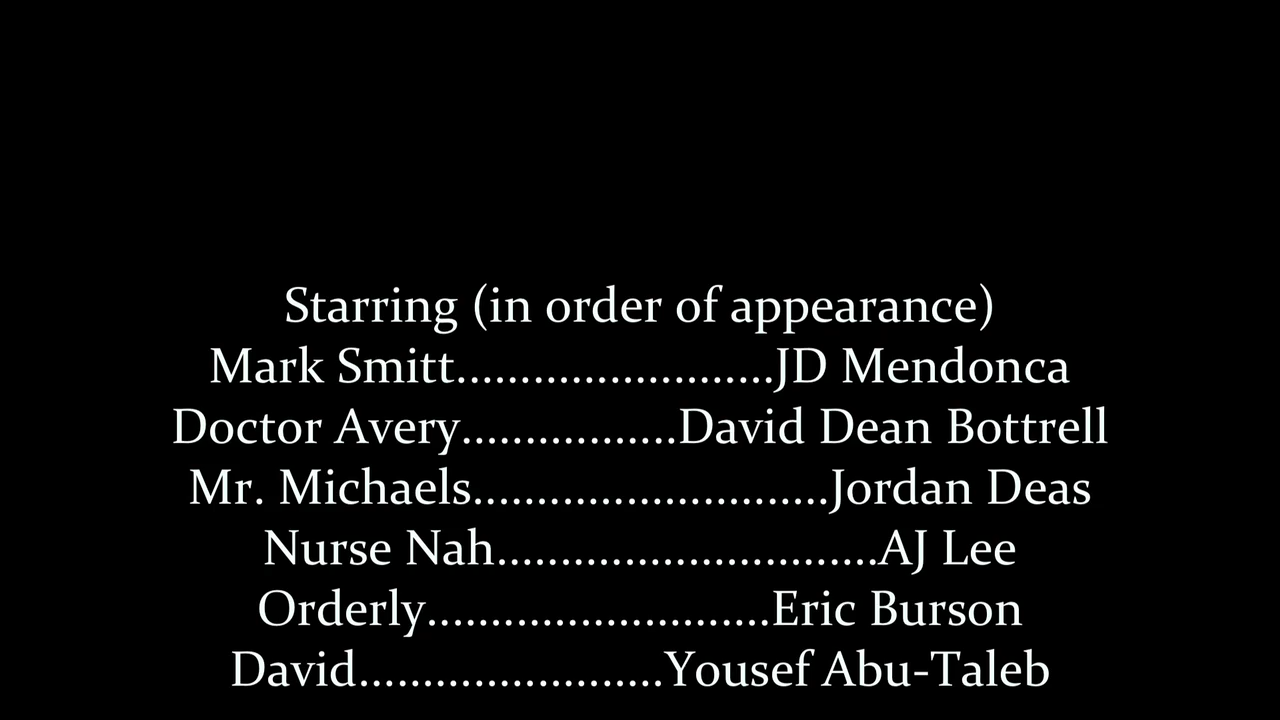 Starring (in order of appearance)
Mark Smitt.........................JD Mendonca
Doctor Avery.................David Dean Bottrell
Mr. Michaels............................Jordan Deas
Nurse Nah..............................AJ Lee
Orderly...........................Eric Burson
David........................Yousef Abu-Taleb